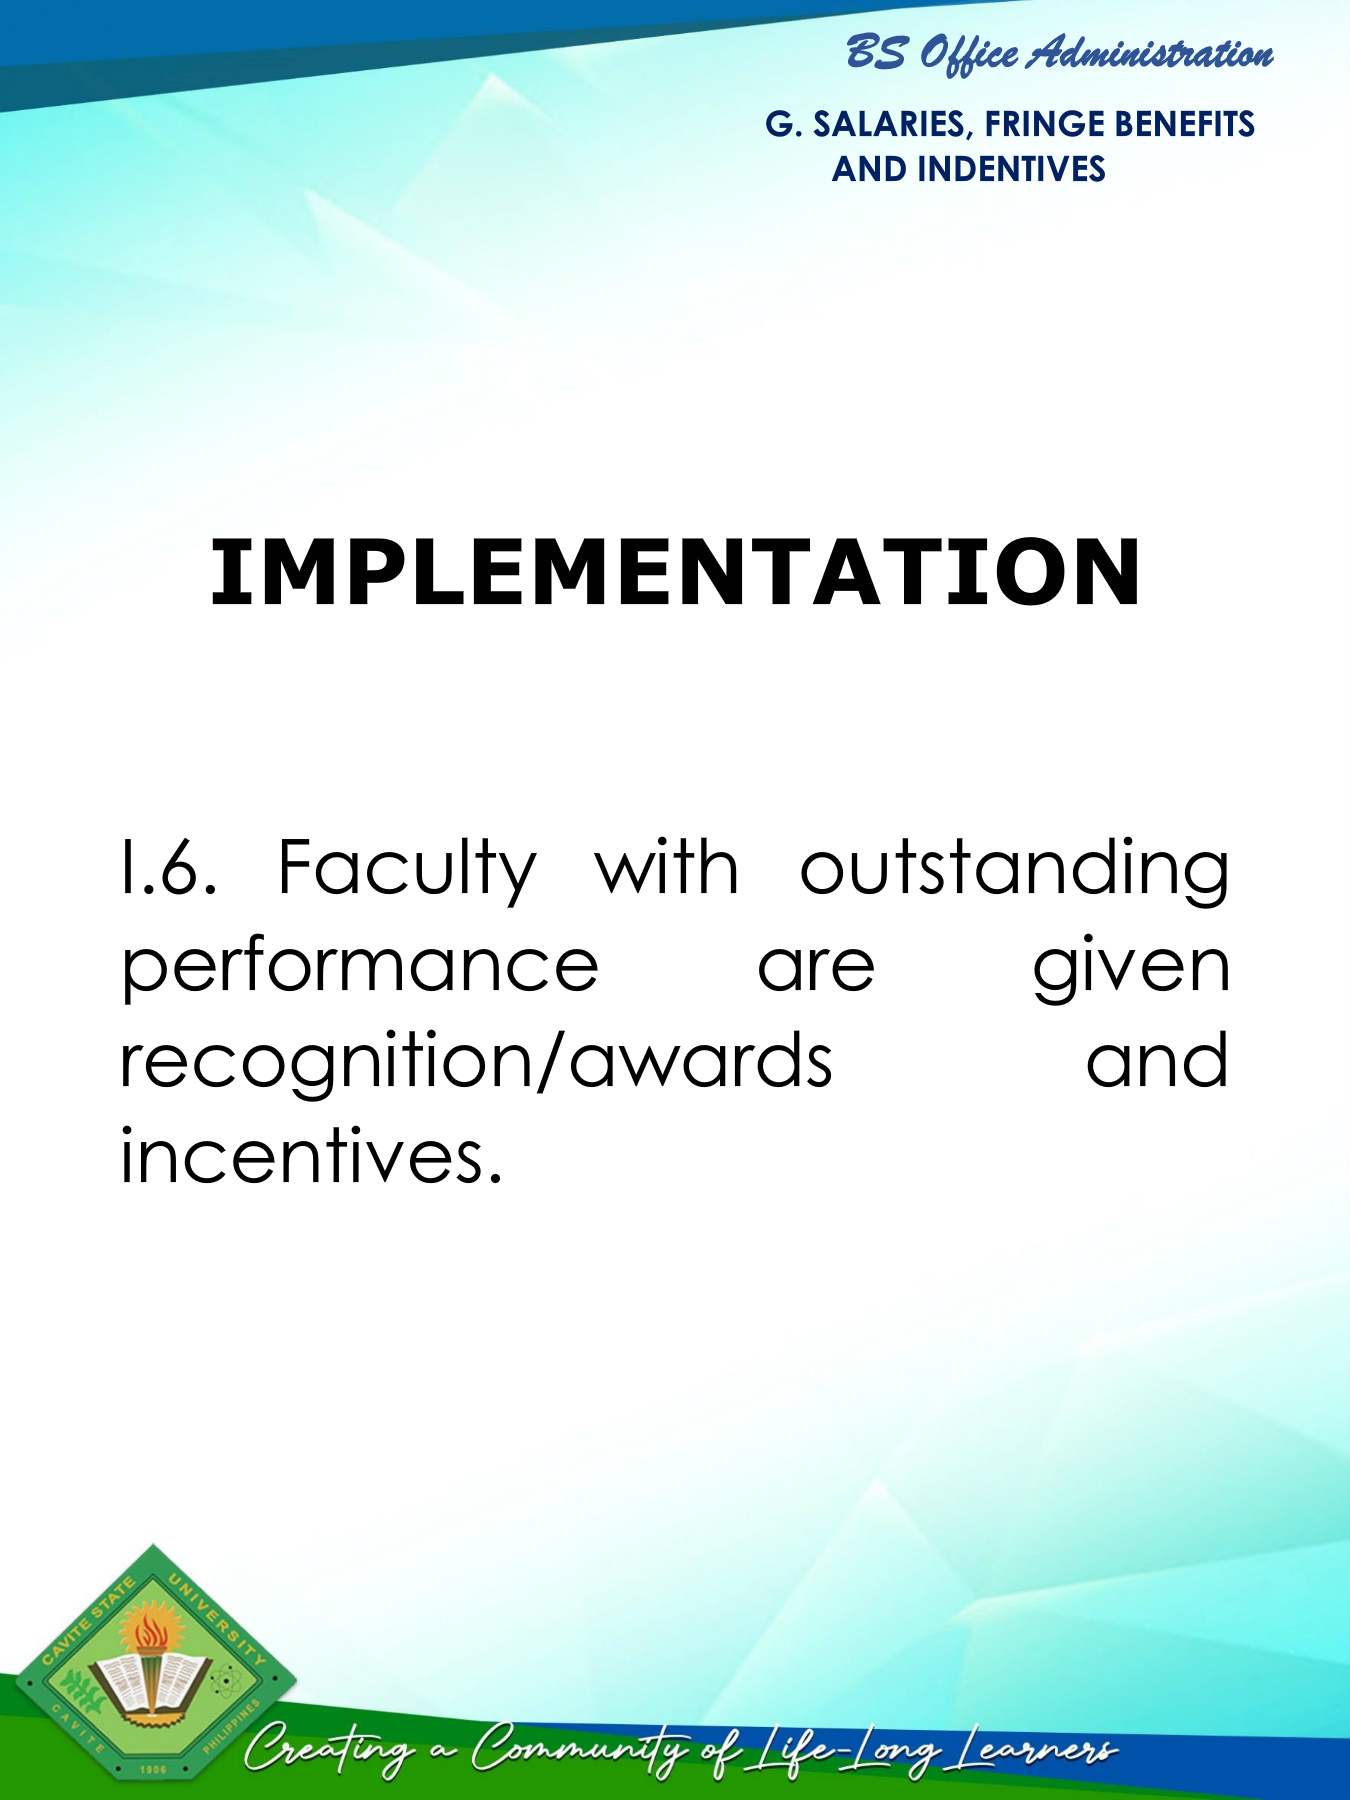 BS Office Administration
G. SALARIES, FRINGE BENEFITS
AND INDENTIVES
IMPLEMENTATION
I.6. Faculty with outstanding
performance are given
recognition/awards and
incentives.
CAVITE STATE UNIVERSITY
CAVITE PHILIPPINES
1906
Creating a Community of Life-Long Learners